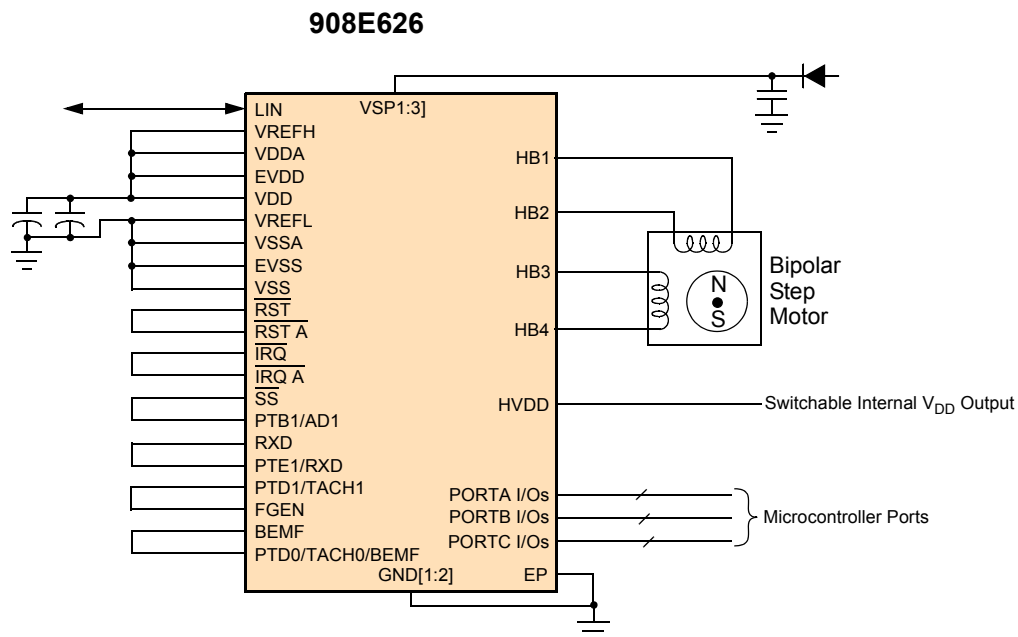 908E626
VSP1:3]
LIN
VREFH
VDDA
EVDD
VDD
VREFL
VSSA
EVSS
VSS
RST
RST A
IRQ
IRQ A
SS
PTB1/AD1
RXD
PTE1/RXD
PTD1/TACH1
FGEN
BEMF
PTD0/TACH0/BEMF
GND[1:2]
EP
HB1
HB2
HB3
HB4
HVDD
PORTA I/Os
PORTB I/Os
PORTC I/Os
N
S
Bipolar
Step
Motor
Switchable Internal VDD Output
Microcontroller Ports